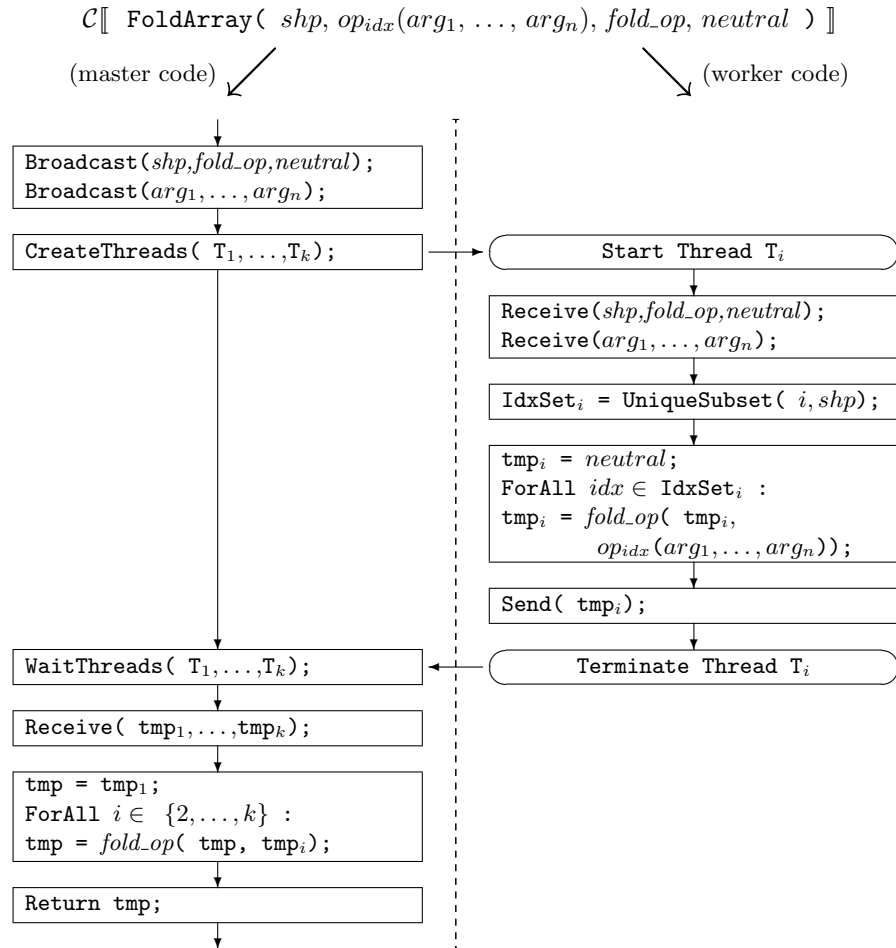 𝒞⟦ FoldArray( shp, op_idx(arg_1, ..., arg_n), fold_op, neutral ) ⟧
(master code)
(worker code)
Broadcast(shp,fold_op,neutral);
Broadcast(arg_1,...,arg_n);
CreateThreads( T_1,...,T_k);
Start Thread T_i
Receive(shp,fold_op,neutral);
Receive(arg_1,...,arg_n);
IdxSet_i = UniqueSubset( i,shp);
tmp_i = neutral;
ForAll idx ∈ IdxSet_i :
tmp_i = fold_op( tmp_i,
op_idx(arg_1,...,arg_n));
Send( tmp_i);
Terminate Thread T_i
WaitThreads( T_1,...,T_k);
Receive( tmp_1,...,tmp_k);
tmp = tmp_1;
ForAll i ∈ {2,...,k} :
tmp = fold_op( tmp, tmp_i);
Return tmp;